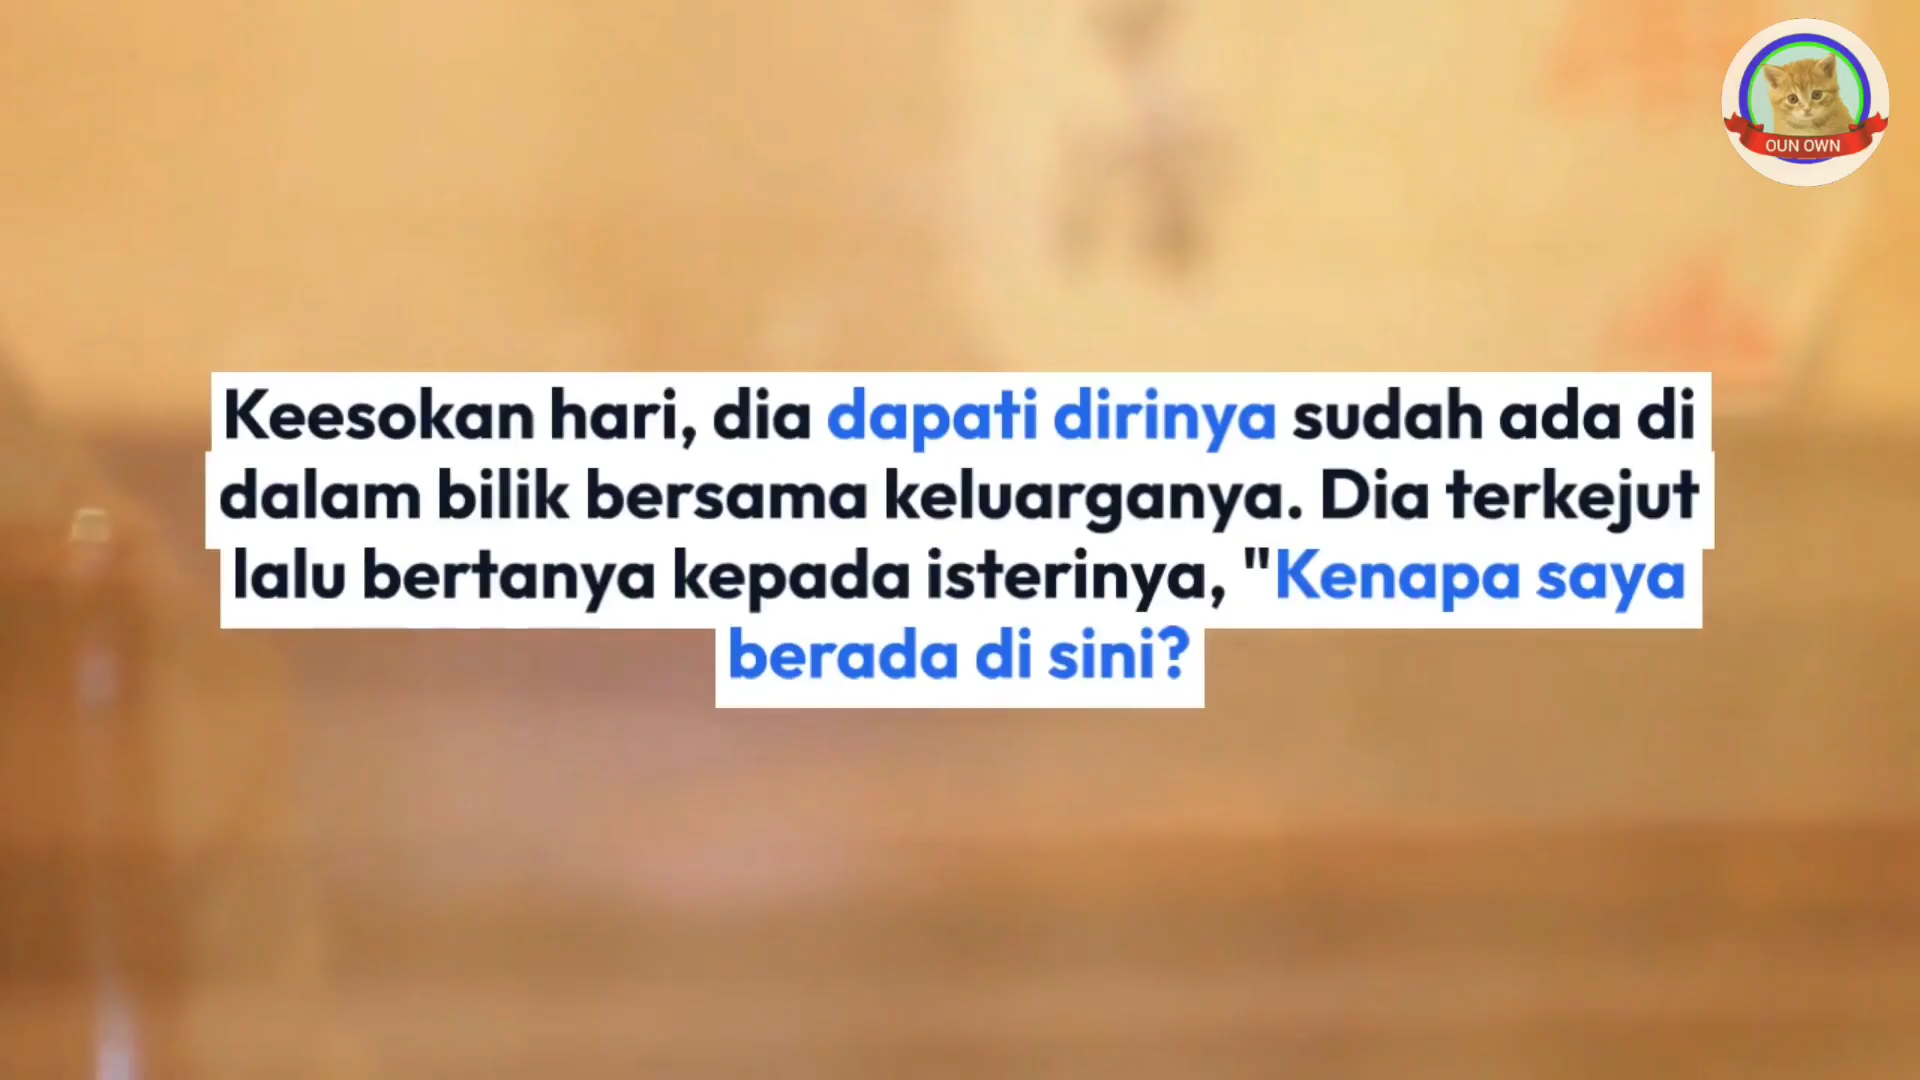 OUN OWN
Keesokan hari, dia dapati dirinya sudah ada di
dalam bilik bersama keluarganya. Dia terkejut
lalu bertanya kepada isterinya, "Kenapa saya
berada di sini?